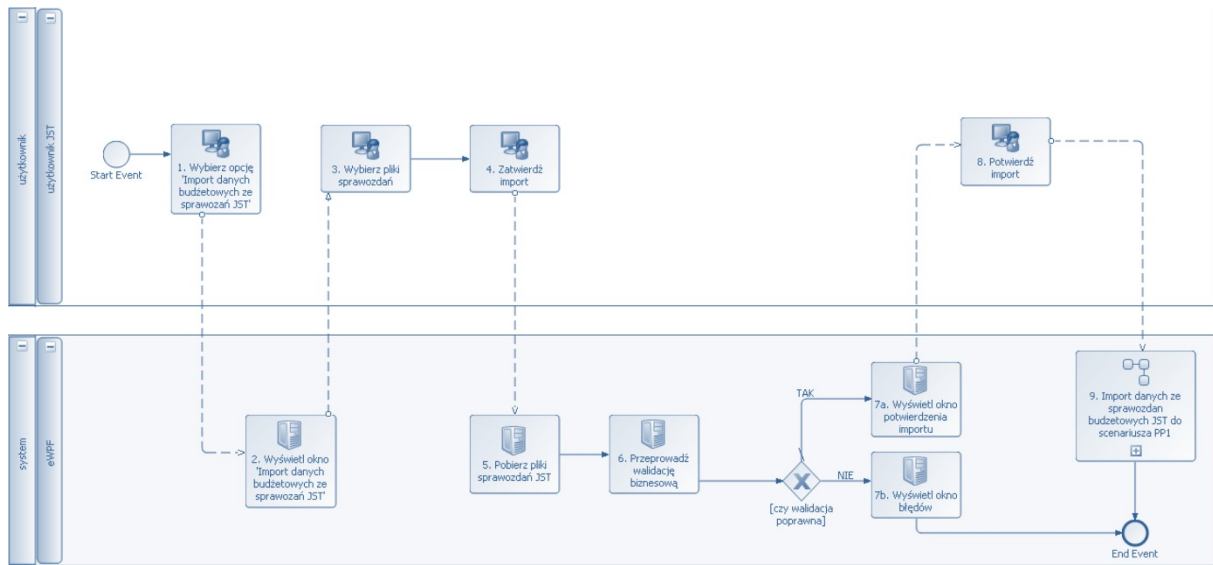 użytkownik
użytkownik JST
Start Event
1. Wybierz opcję
'Import danych
budżetowych ze
sprawozań JST'
3. Wybierz pliki
sprawozdań
4. Zatwierdź
import
8. Potwierdź
import
system
eWPF
2. Wyświetl okno
'Import danych
budżetowych ze
sprawozań JST'
5. Pobierz pliki
sprawozdań JST
6. Przeprowadź
walidację
biznesową
[czy walidacja
poprawna]
TAK
NIE
7a. Wyświetl okno
potwierdzenia
importu
7b. Wyświetl okno
błędów
9. Import danych ze
sprawozdan
budzetowych JST do
scenariusza PP1
End Event